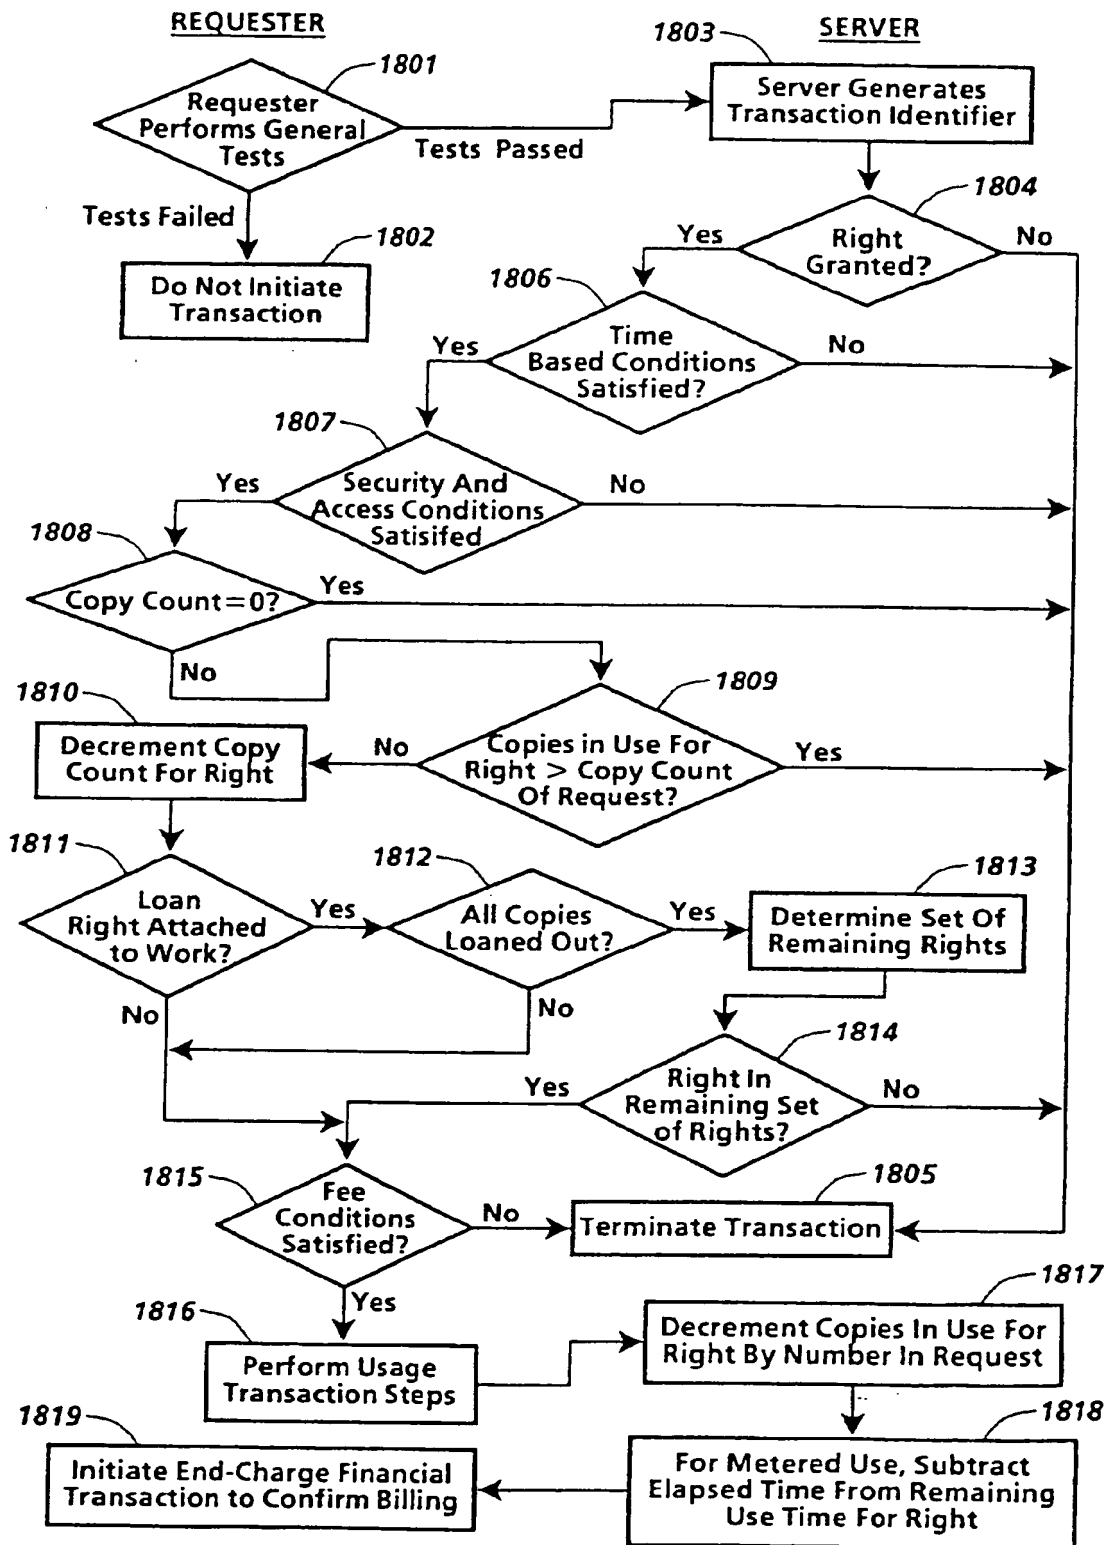 REQUESTER
SERVER
1801
Requester
Performs General
Tests
Tests Passed
Tests Failed
1802
Do Not Initiate
Transaction
1803
Server Generates
Transaction Identifier
1804
Right
Granted?
Yes
No
1806
Time
Based Conditions
Satisfied?
Yes
No
1807
Security And
Access Conditions
Satisifed
Yes
No
1808
Copy Count=0?
Yes
No
1809
Copies in Use For
Right > Copy Count
Of Request?
No
Yes
1810
Decrement Copy
Count For Right
1811
Loan
Right Attached
to Work?
Yes
No
1812
All Copies
Loaned Out?
Yes
No
1813
Determine Set Of
Remaining Rights
1814
Right In
Remaining Set
of Rights?
Yes
No
1815
Fee
Conditions
Satisfied?
No
Yes
1805
Terminate Transaction
1816
Perform Usage
Transaction Steps
1817
Decrement Copies In Use For
Right By Number In Request
1818
For Metered Use, Subtract
Elapsed Time From Remaining
Use Time For Right
1819
Initiate End-Charge Financial
Transaction to Confirm Billing